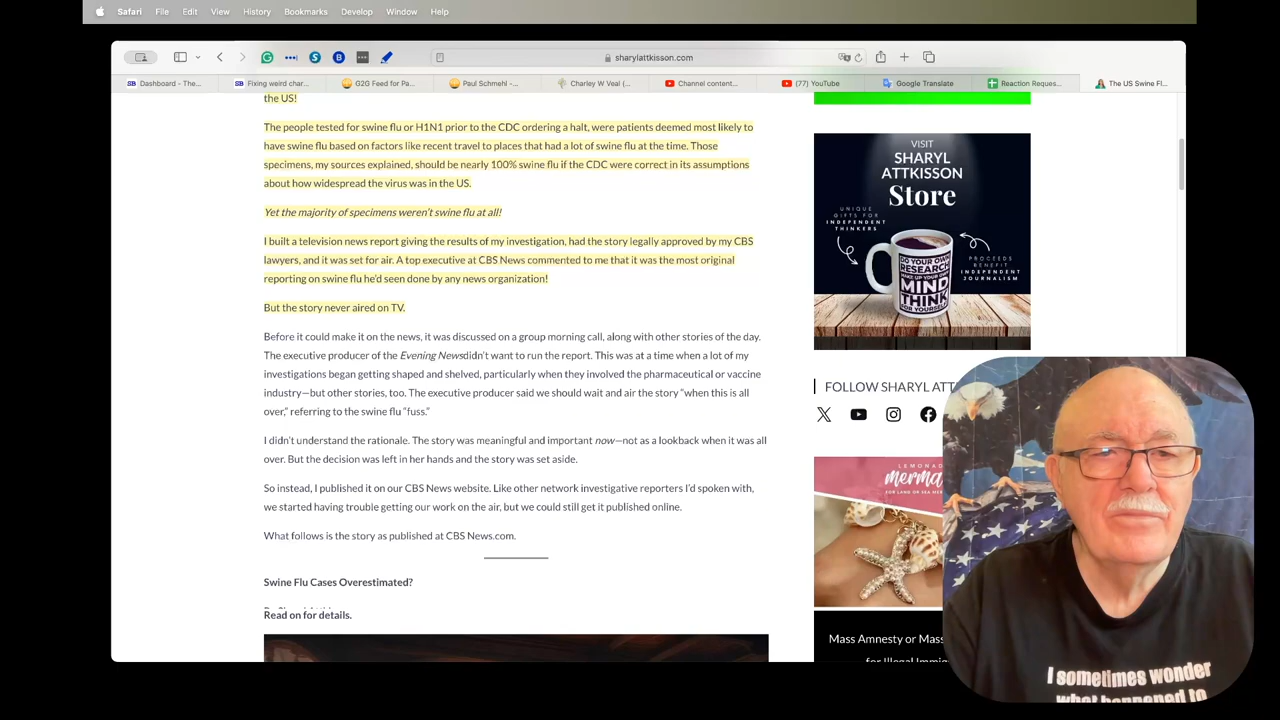 Safari File Edit View History Bookmarks Develop Window Help
sharylattkisson.com
Dashboard - The...
Fixing weird char...
G2G Feed for Pa...
Paul Schmehl -...
Charley W Veal (...
Channel content...
(77) YouTube
Google Translate
Reaction Reques...
The US Swine Fl...
the US!
The people tested for swine flu or H1N1 prior to the CDC ordering a halt, were patients deemed most likely to
have swine flu based on factors like recent travel to places that had a lot of swine flu at the time. Those
specimens, my sources explained, should be nearly 100% swine flu if the CDC were correct in its assumptions
about how widespread the virus was in the US.
Yet the majority of specimens weren't swine flu at all!
I built a television news report giving the results of my investigation, had the story legally approved by my CBS
lawyers, and it was set for air. A top executive at CBS News commented to me that it was the most original
reporting on swine flu he'd seen done by any news organization!
But the story never aired on TV.
Before it could make it on the news, it was discussed on a group morning call, along with other stories of the day.
The executive producer of the Evening Newsdidn't want to run the report. This was at a time when a lot of my
investigations began getting shaped and shelved, particularly when they involved the pharmaceutical or vaccine
industry—but other stories, too. The executive producer said we should wait and air the story "when this is all
over," referring to the swine flu "fuss."
I didn't understand the rationale. The story was meaningful and important now—not as a lookback when it was all
over. But the decision was left in her hands and the story was set aside.
So instead, I published it on our CBS News website. Like other network investigative reporters I'd spoken with,
we started having trouble getting our work on the air, but we could still get it published online.
What follows is the story as published at CBS News.com.
Swine Flu Cases Overestimated?
Read on for details.
VISIT
SHARYL
ATTKISSON
Store
UNIQUE
GIFTS FOR
INDEPENDENT
THINKERS
PROCEEDS
BENEFIT
INDEPENDENT
JOURNALISM
DO YOUR OWN
RESEARCH
MAKE UP YOUR
MIND
THINK
FOR YOURSELF
FOLLOW SHARYL ATT
LEMONAD
merma
FOR LAND OR SEA ME
Mass Amnesty or Mass
for Illegal Immig
I sometimes wonder
what happened to